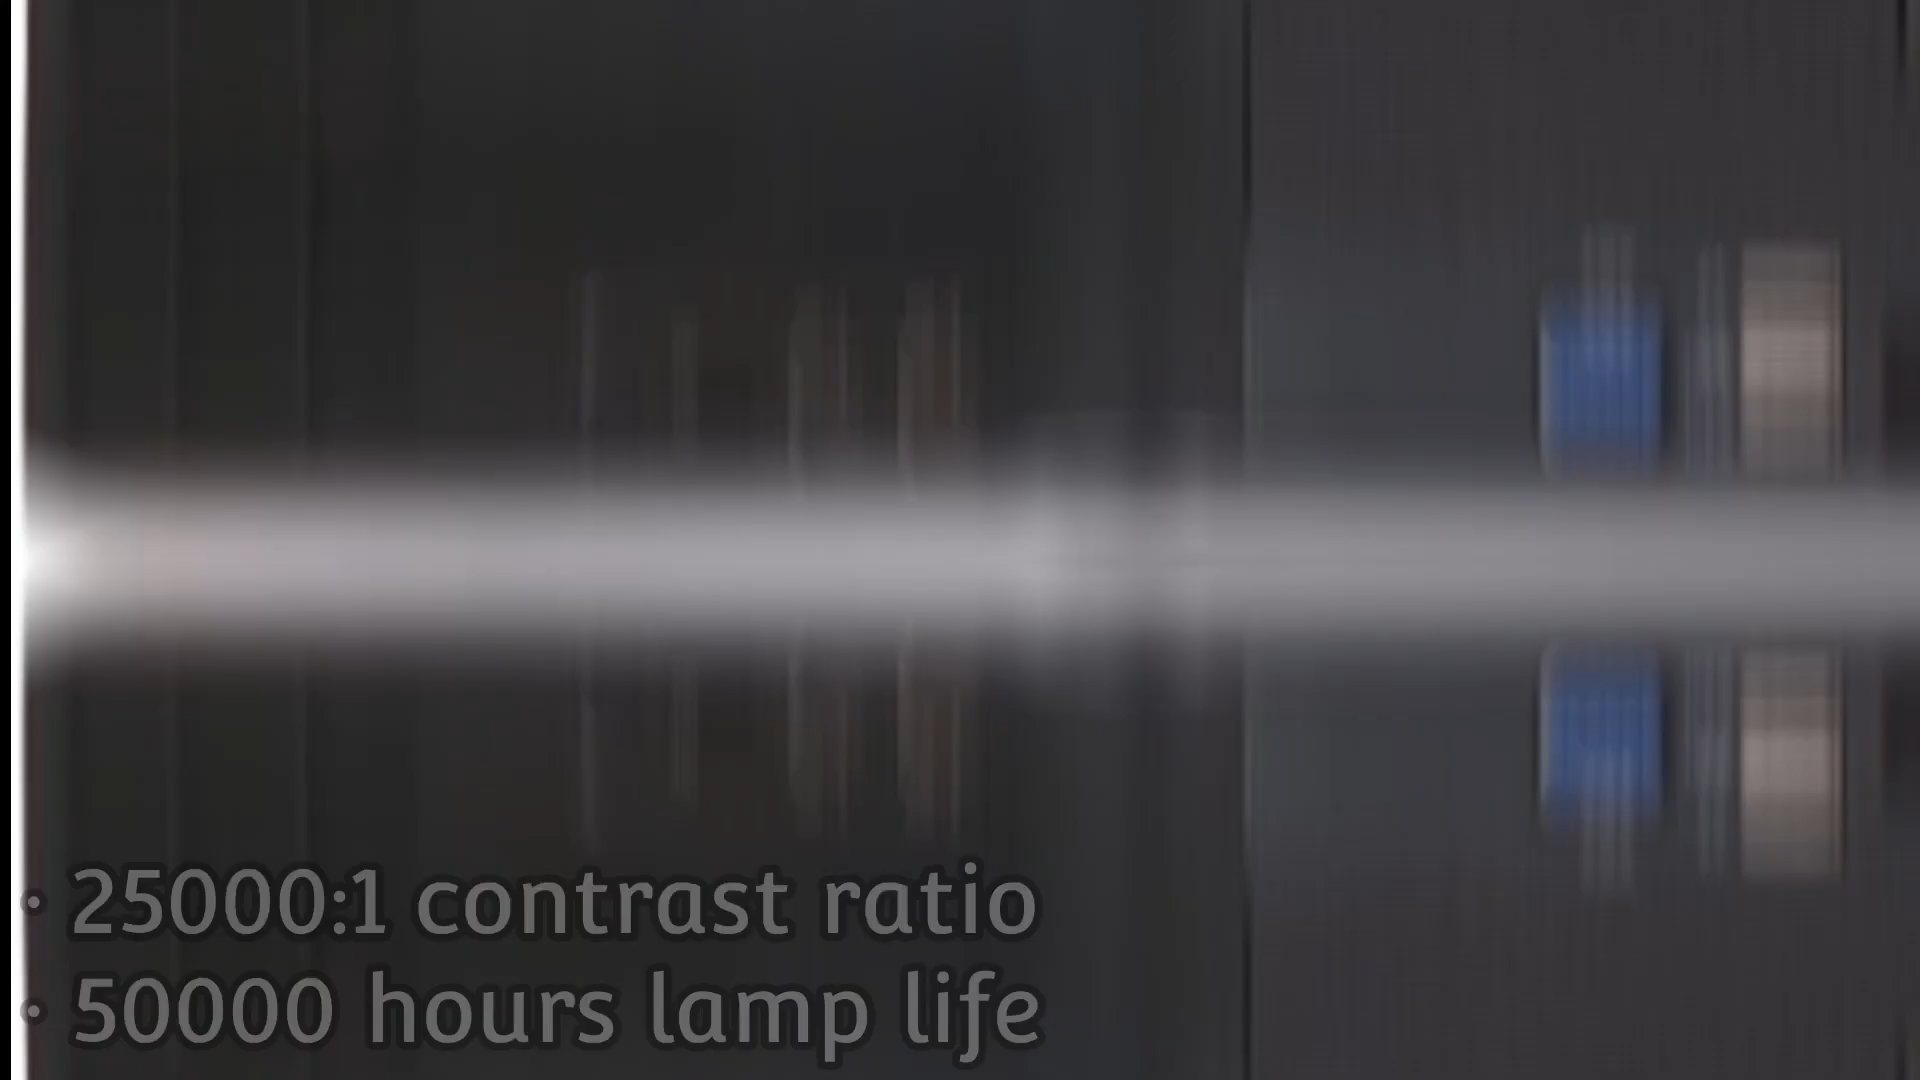 • 25000:1 contrast ratio
• 50000 hours lamp life